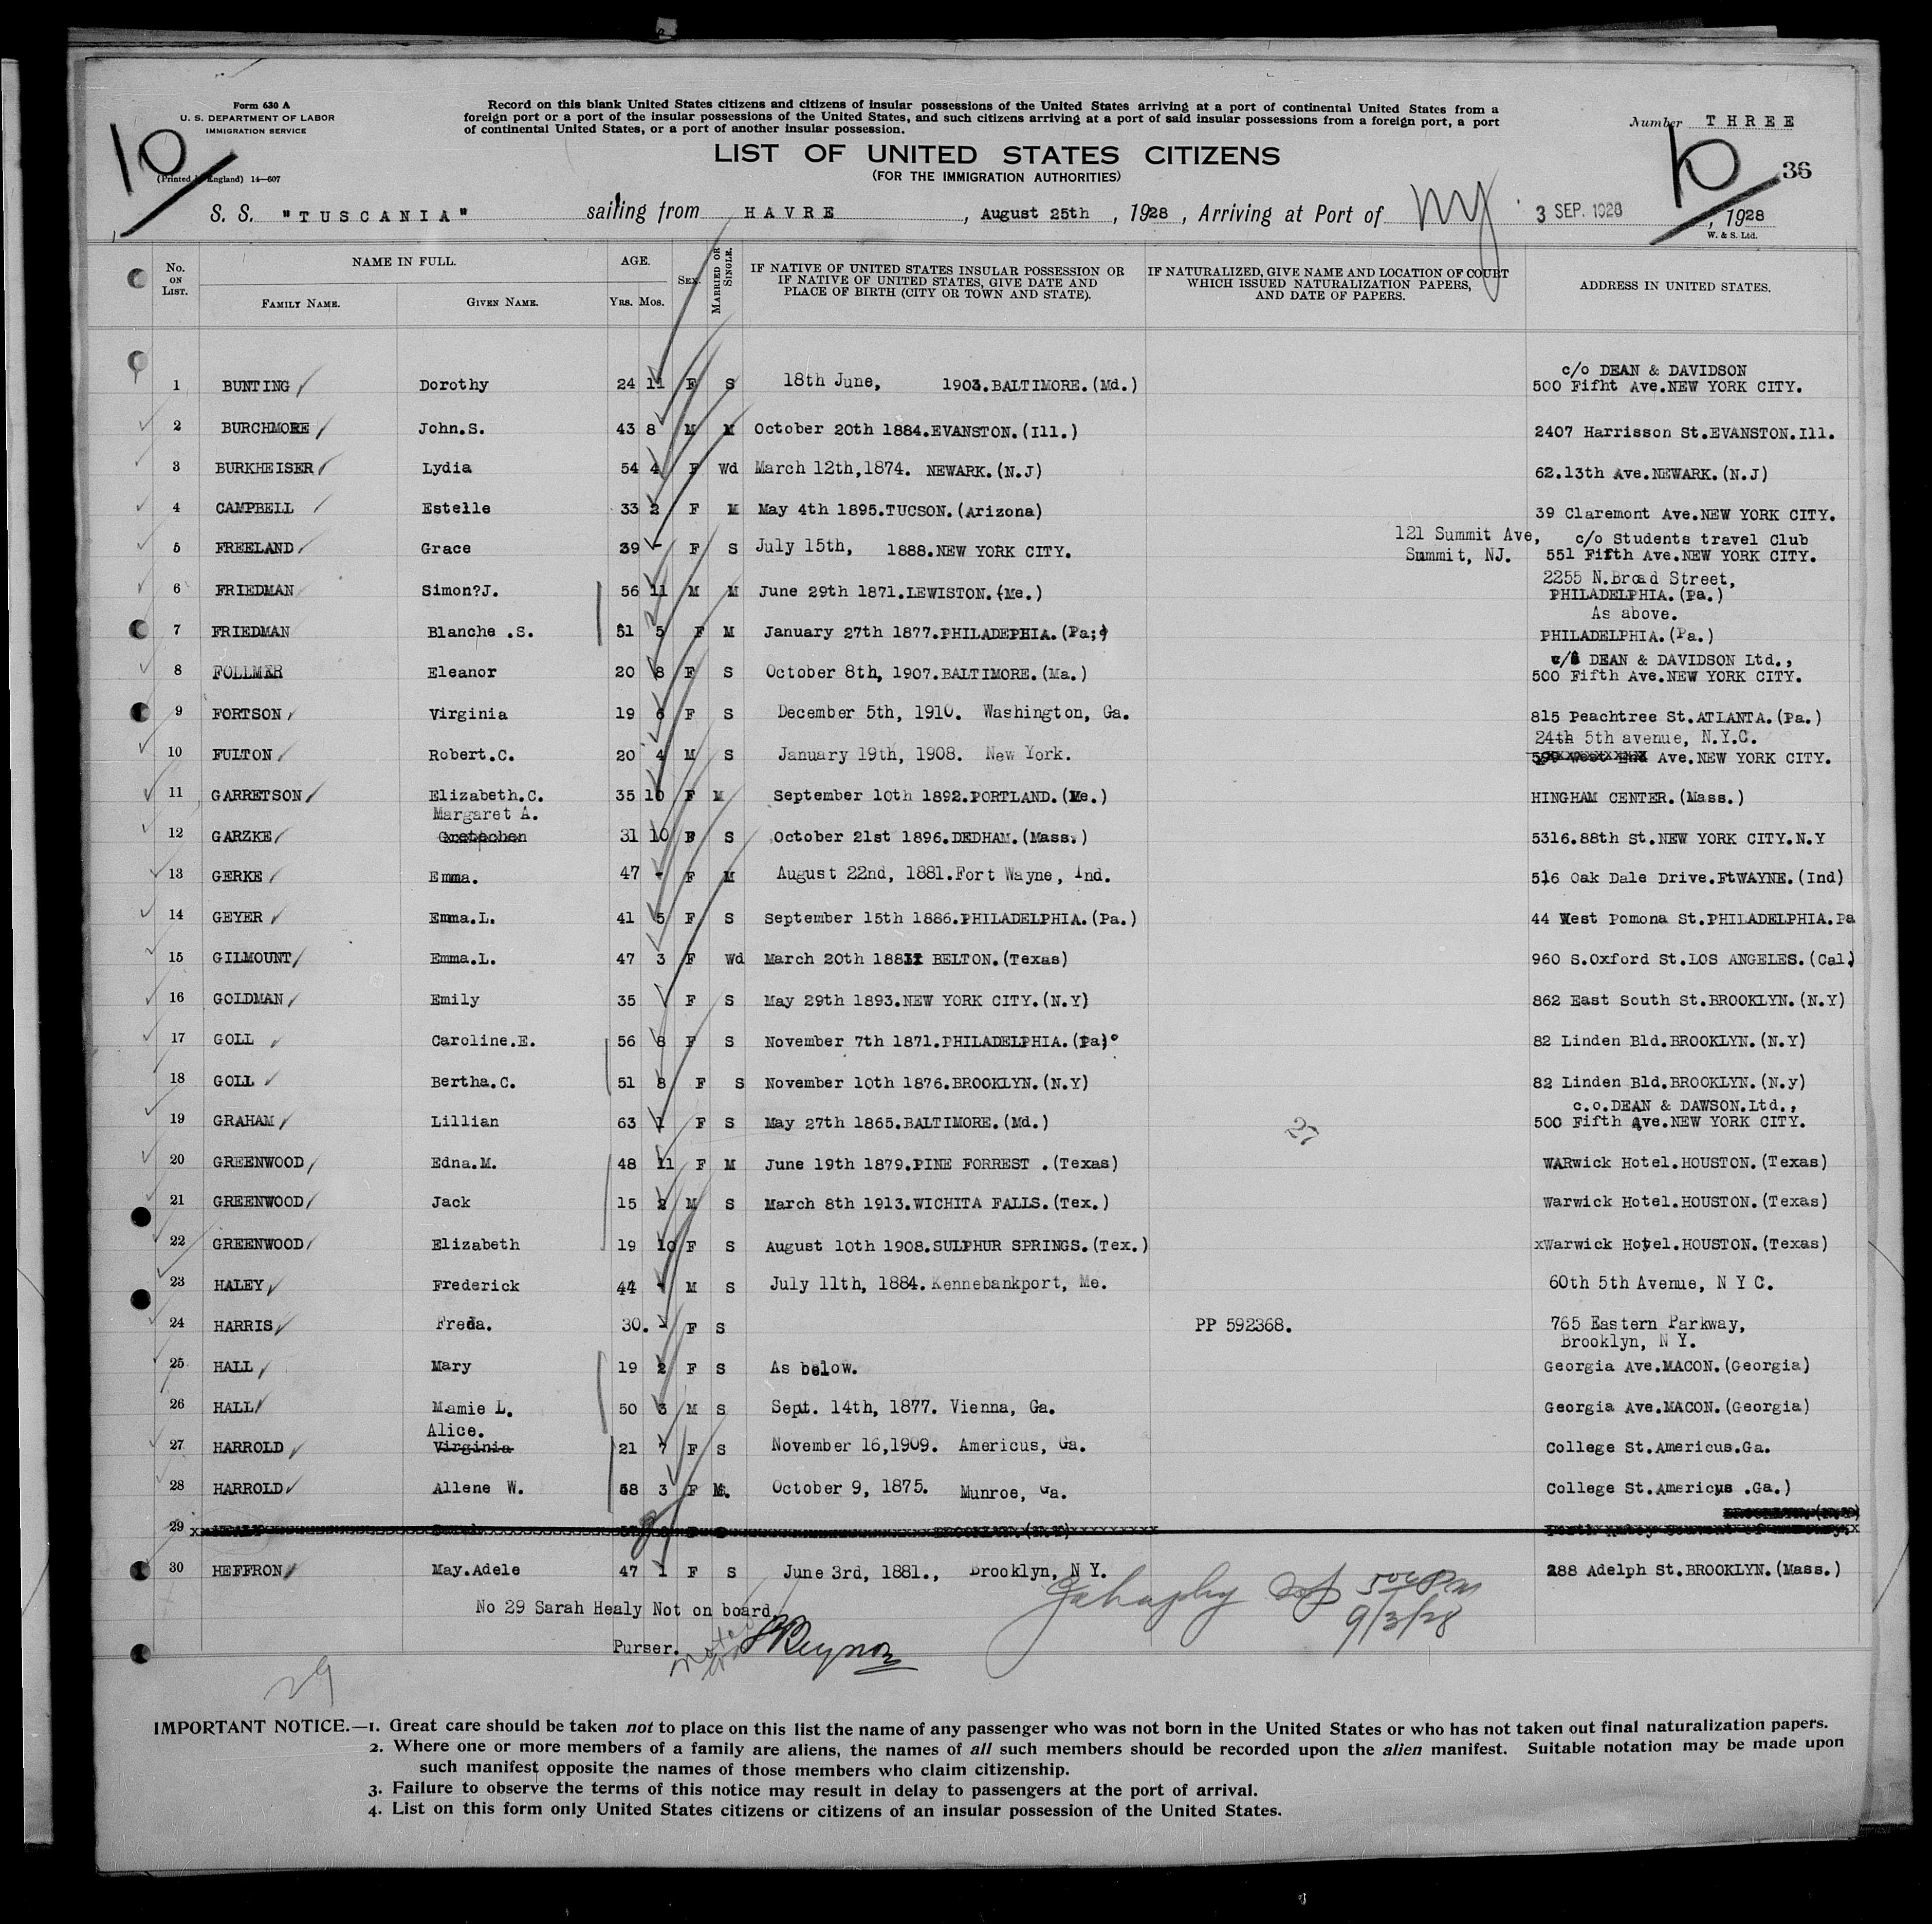 Form 630 A
U. S. DEPARTMENT OF LABOR
IMMIGRATION SERVICE
(Printed in England) 14—607
10
Record on this blank United States citizens and citizens of insular possessions of the United States arriving at a port of continental United States from a
foreign port or a port of the insular possessions of the United States, and such citizens arriving at a port of said insular possessions from a foreign port, a port
of continental United States, or a port of another insular possession.
Number THREE
10
36
LIST OF UNITED STATES CITIZENS
(FOR THE IMMIGRATION AUTHORITIES)
S. S. "TUSCANIA" sailing from HAVRE, August 25th, 1928, Arriving at Port of NY 3 SEP. 1928, 1928
W. & S. Ltd.
No. ON LIST. NAME IN FULL. FAMILY NAME. GIVEN NAME. AGE. YRS. MOS. SEX. MARRIED OR SINGLE. IF NATIVE OF UNITED STATES INSULAR POSSESSION OR IF NATIVE OF UNITED STATES, GIVE DATE AND PLACE OF BIRTH (CITY OR TOWN AND STATE). IF NATURALIZED, GIVE NAME AND LOCATION OF COURT WHICH ISSUED NATURALIZATION PAPERS, AND DATE OF PAPERS. ADDRESS IN UNITED STATES.
c/o DEAN & DAVIDSON
1 BUNTING Dorothy 24 11 F S 18th June, 1903.BALTIMORE.(Md.) 500 Fifht Ave.NEW YORK CITY.
2 BURCHMORE John.S. 43 8 M M October 20th 1884.EVANSTON.(Ill.) 2407 Harrisson St.EVANSTON.Ill.
3 BURKHEISER Lydia 54 4 F Wd March 12th,1874. NEWARK.(N.J) 62.13th Ave.NEWARK.(N.J)
4 CAMPBELL Estelle 33 2 F M May 4th 1895.TUCSON.(Arizona) 39 Claremont Ave.NEW YORK CITY.
121 Summit Ave, c/o Students travel Club
5 FREELAND Grace 39 - F S July 15th, 1888.NEW YORK CITY. Summit, NJ. 551 Fifth Ave.NEW YORK CITY.
2255 N.Broad Street,
6 FRIEDMAN Simon?J. 56 11 M M June 29th 1871.LEWISTON.(Me.) PHILADELPHIA.(Pa.)
As above.
7 FRIEDMAN Blanche .S. 51 5 F M January 27th 1877.PHILADEPHIA.(Pa;) PHILADELPHIA.(Pa.)
DEAN & DAVIDSON Ltd.,
8 FOLLMER Eleanor 20 8 F S October 8th, 1907.BALTIMORE.(Ma.) 500 Fifth Ave.NEW YORK CITY.
9 FORTSON Virginia 19 6 F S December 5th, 1910. Washington, Ga. 815 Peachtree St.ATLANTA.(Pa.)
24th 5th avenue, N.Y.C.
10 FULTON Robert.C. 20 4 M S January 19th, 1908. New York. Ave.NEW YORK CITY.
11 GARRETSON Elizabeth.C. 35 10 F M September 10th 1892.PORTLAND.(Me.) HINGHAM CENTER.(Mass.)
Margaret A.
12 GARZKE Gretechen 31 10 F S October 21st 1896.DEDHAM.(Mass.) 5316.88th St.NEW YORK CITY.N.Y
13 GERKE Emma. 47 - F M August 22nd, 1881.Fort Wayne, Ind. 516 Oak Dale Drive.FtWAYNE.(Ind)
14 GEYER Emma.L. 41 5 F S September 15th 1886.PHILADELPHIA.(Pa.) 44 West Pomona St.PHILADELPHIA.Pa
15 GILMOUNT Emma.L. 47 3 F Wd March 20th 1881 BELTON.(Texas) 960 S.Oxford St.LOS ANGELES.(Cal.)
16 GOLDMAN Emily 35 F S May 29th 1893.NEW YORK CITY.(N.Y) 862 East South St.BROOKLYN.(N.Y)
17 GOLL Caroline.E. 56 8 F S November 7th 1871.PHILADELPHIA.(Pa) 82 Linden Bld.BROOKLYN.(N.Y)
18 GOLL Bertha.C. 51 8 F S November 10th 1876.BROOKLYN.(N.Y) 82 Linden Bld.BROOKLYN.(N.y)
c.o.DEAN & DAWSON.Ltd.,
19 GRAHAM Lillian 63 1 F S May 27th 1865.BALTIMORE.(Md.) 27 500 Fifth Ave.NEW YORK CITY.
20 GREENWOOD Edna.M. 48 11 F M June 19th 1879.PINE FORREST .(Texas) WARwick Hotel.HOUSTON.(Texas)
21 GREENWOOD Jack 15 2 M S March 8th 1913.WICHITA FALLS.(Tex.) Warwick Hotel.HOUSTON.(Texas)
22 GREENWOOD Elizabeth 19 10 F S August 10th 1908.SULPHUR SPRINGS.(Tex.) xWarwick Hotel.HOUSTON.(Texas)
23 HALEY Frederick 44 - M S July 11th, 1884. Kennebankport, Me. 60th 5th Avenue, N Y C.
24 HARRIS Freda. 30. - F S PP 592368. 765 Eastern Parkway,
Brooklyn, N Y.
25 HALL Mary 19 2 F S As below. Georgia Ave.MACON.(Georgia)
26 HALL Mamie L. 50 3 M S Sept. 14th, 1877. Vienna, Ga. Georgia Ave.MACON.(Georgia)
Alice.
27 HARROLD Virginia 21 7 F S November 16,1909. Americus, Ga. College St.Americus.Ga.
28 HARROLD Allene W. 58 3 F M. October 9, 1875. Munroe, Ga. College St.Americus .Ga.)
29 HEALY Sarah 57 BROOKLYN.(N.Y) BROOKLYN.(N.Y)
30 HEFFRON May.Adele 47 1 F S June 3rd, 1881., Brooklyn, N Y. 288 Adelph St.BROOKLYN.(Mass.)
No 29 Sarah Healy Not on board.
500 PM
9/3/28
Purser.
29
IMPORTANT NOTICE.—1. Great care should be taken not to place on this list the name of any passenger who was not born in the United States or who has not taken out final naturalization papers.
2. Where one or more members of a family are aliens, the names of all such members should be recorded upon the alien manifest. Suitable notation may be made upon
such manifest opposite the names of those members who claim citizenship.
3. Failure to observe the terms of this notice may result in delay to passengers at the port of arrival.
4. List on this form only United States citizens or citizens of an insular possession of the United States.